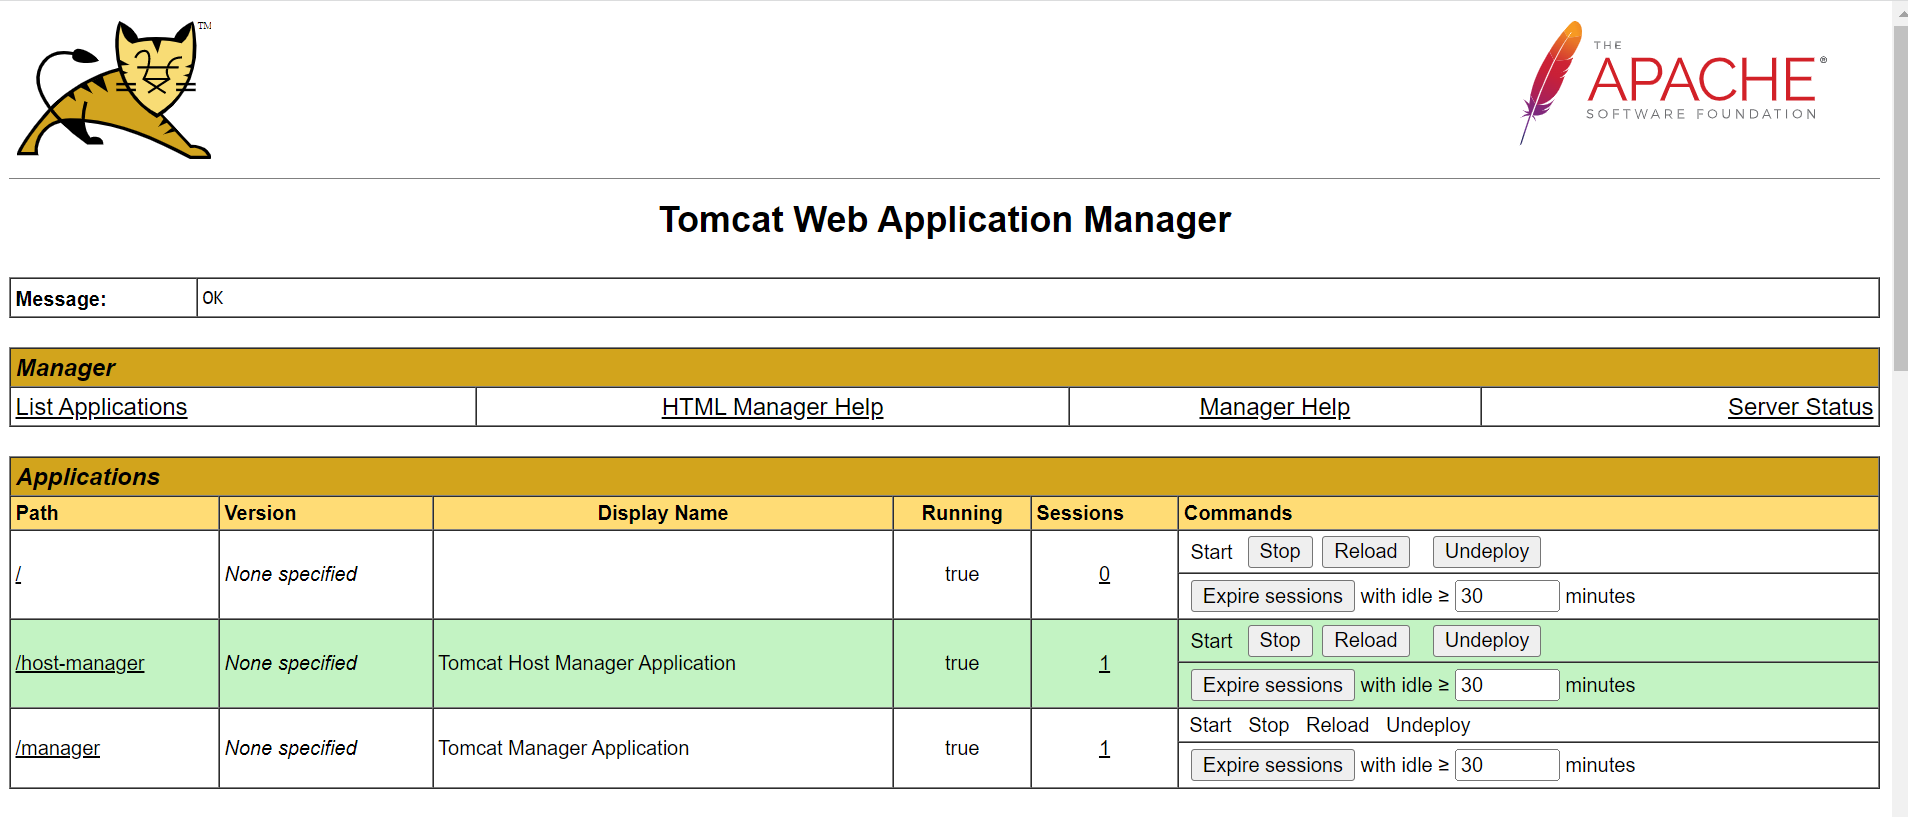 TM
THE
APACHE®
SOFTWARE FOUNDATION
Tomcat Web Application Manager
Message: OK
Manager
List Applications HTML Manager Help Manager Help Server Status
Applications
Path Version Display Name Running Sessions Commands
/ None specified true 0 Start Stop Reload Undeploy
Expire sessions with idle ≥ 30 minutes
/host-manager None specified Tomcat Host Manager Application true 1 Start Stop Reload Undeploy
Expire sessions with idle ≥ 30 minutes
/manager None specified Tomcat Manager Application true 1 Start Stop Reload Undeploy
Expire sessions with idle ≥ 30 minutes